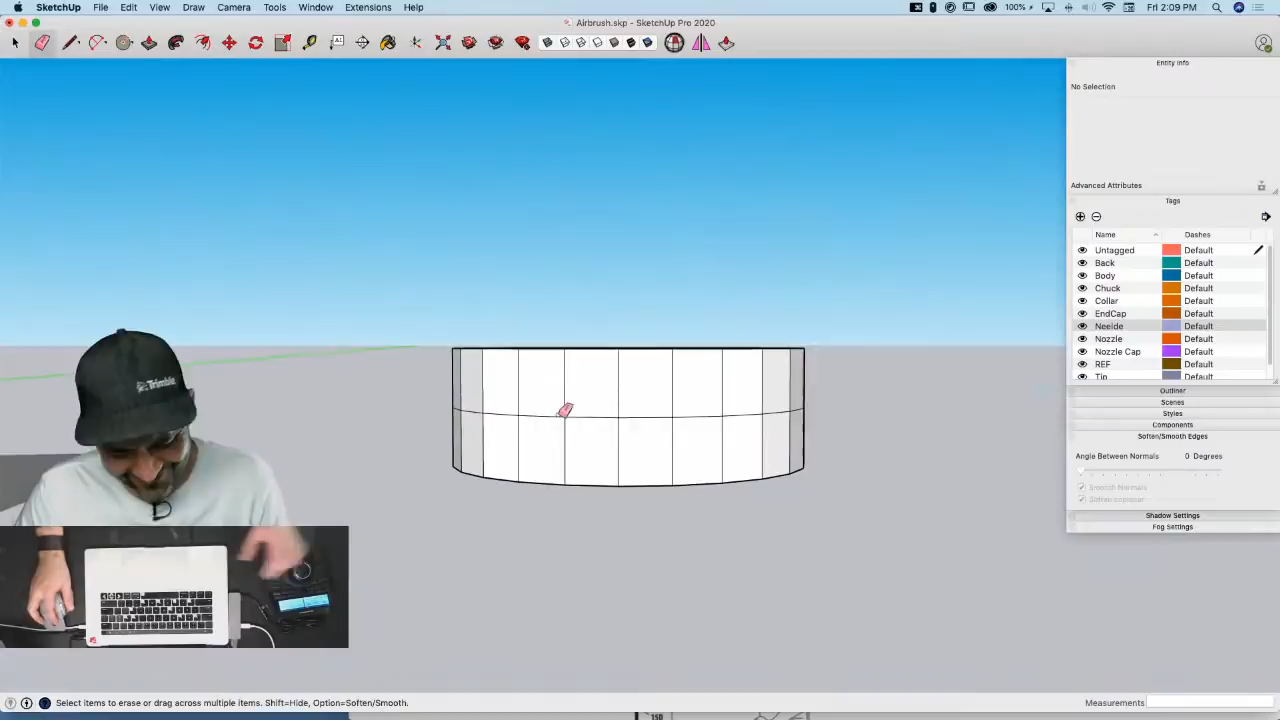 SketchUp File Edit View Draw Camera Tools Window Extensions Help
100% Fri 2:09 PM
Airbrush.skp - SketchUp Pro 2020
Entity Info
No Selection
Advanced Attributes
Tags
Name Dashes
Untagged Default
Back Default
Body Default
Chuck Default
Collar Default
EndCap Default
Neelde Default
Nozzle Default
Nozzle Cap Default
REF Default
Tip Default
Outliner
Scenes
Styles
Components
Soften/Smooth Edges
Angle Between Normals 0 Degrees
Smooth Normals
Soften coplanar
Shadow Settings
Fog Settings
Trimble
Select items to erase or drag across multiple items. Shift=Hide, Option=Soften/Smooth.
Measurements
150